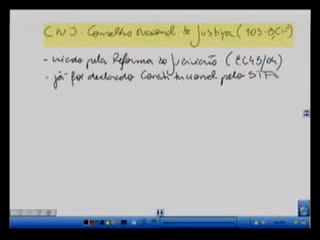 CNJ - Conselho Nacional de Justiça (103-B, CF)
- criado pela Reforma do Judiciário (EC 45/04)
- já foi declarado Constitucional pelo STF